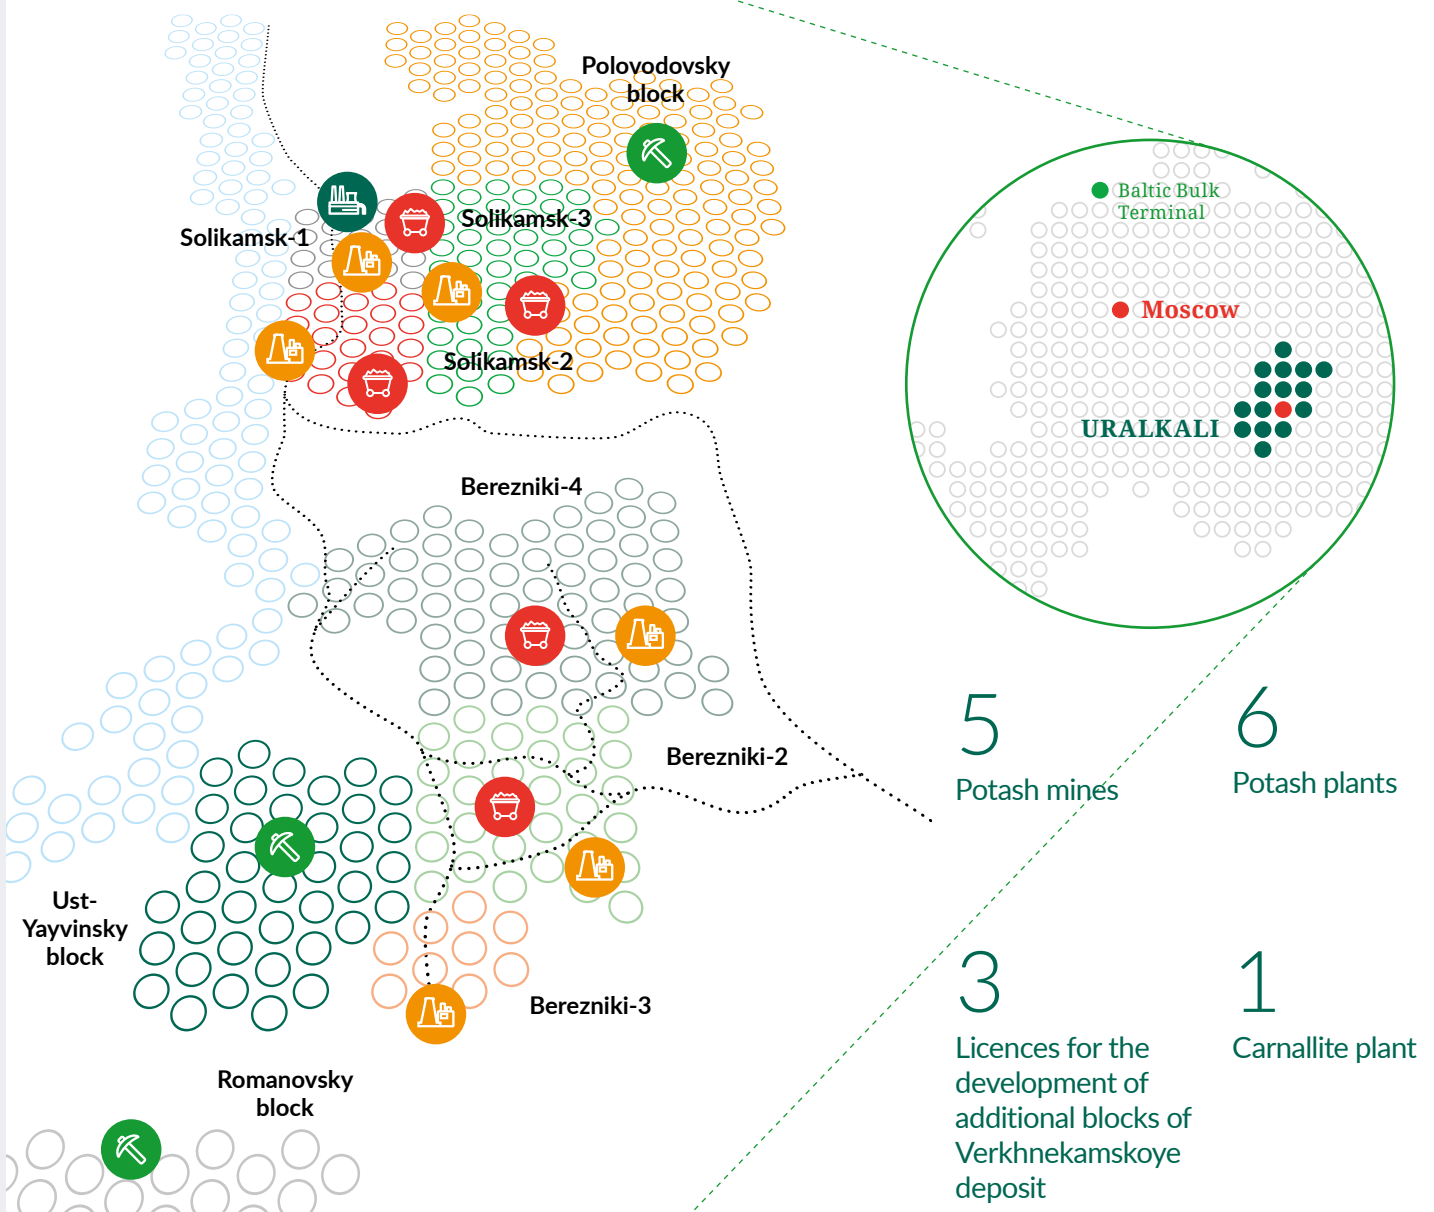 Polovodovsky
block
Solikamsk-3
Solikamsk-1
Solikamsk-2
Berezniki-4
Berezniki-2
Ust-
Yayvinsky
block
Berezniki-3
Romanovsky
block
Baltic Bulk
Terminal
Moscow
URALKALI
5
Potash mines
6
Potash plants
3
Licences for the
development of
additional blocks of
Verkhnekamskoye
deposit
1
Carnallite plant